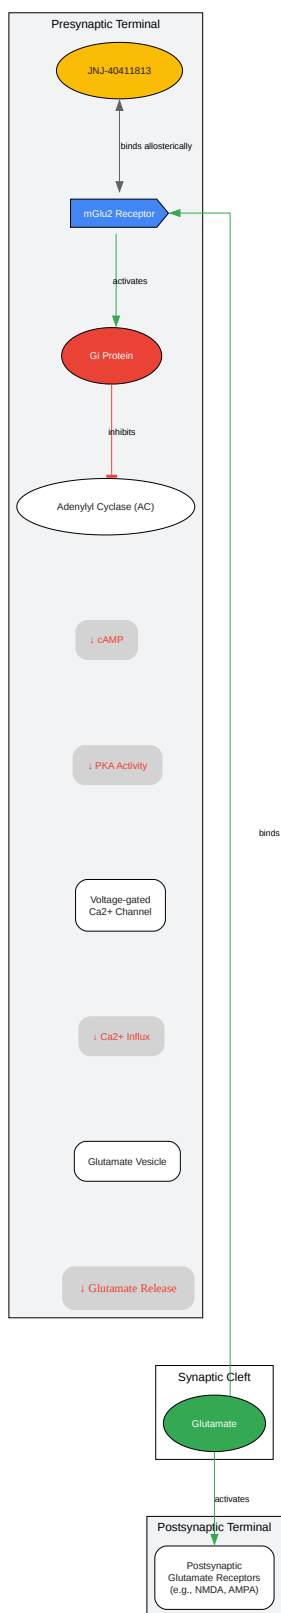 Presynaptic Terminal
JNJ-40411813
binds allosterically
mGlu2 Receptor
activates
Gi Protein
inhibits
Adenylyl Cyclase (AC)
↓ cAMP
↓ PKA Activity
binds
Voltage-gated
Ca2+ Channel
↓ Ca2+ Influx
Glutamate Vesicle
↓ Glutamate Release
Synaptic Cleft
Glutamate
activates
Postsynaptic Terminal
Postsynaptic
Glutamate Receptors
(e.g., NMDA, AMPA)